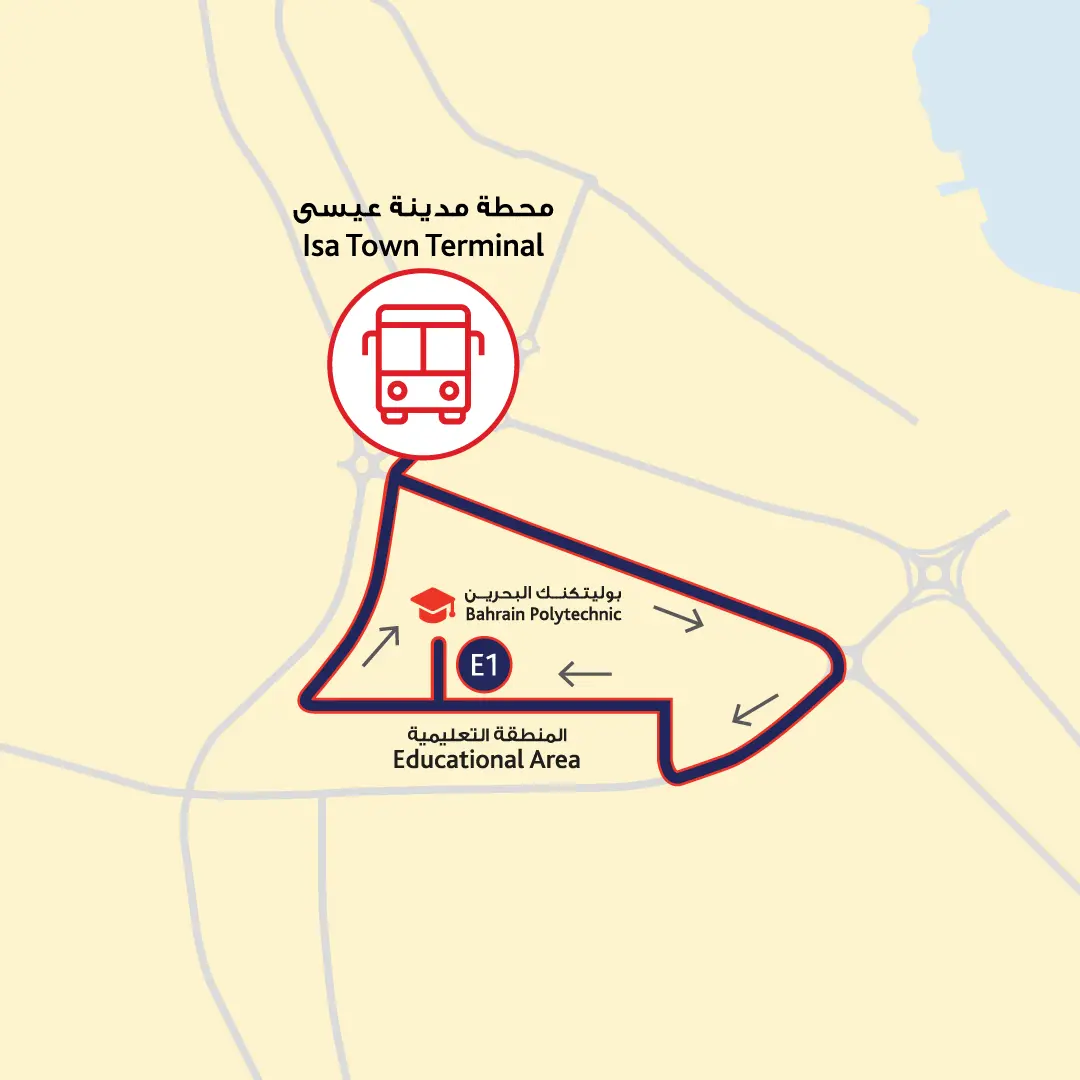 محطة مدينة عيسى
Isa Town Terminal
بوليتكنك البحرين
Bahrain Polytechnic
E1
المنطقة التعليمية
Educational Area